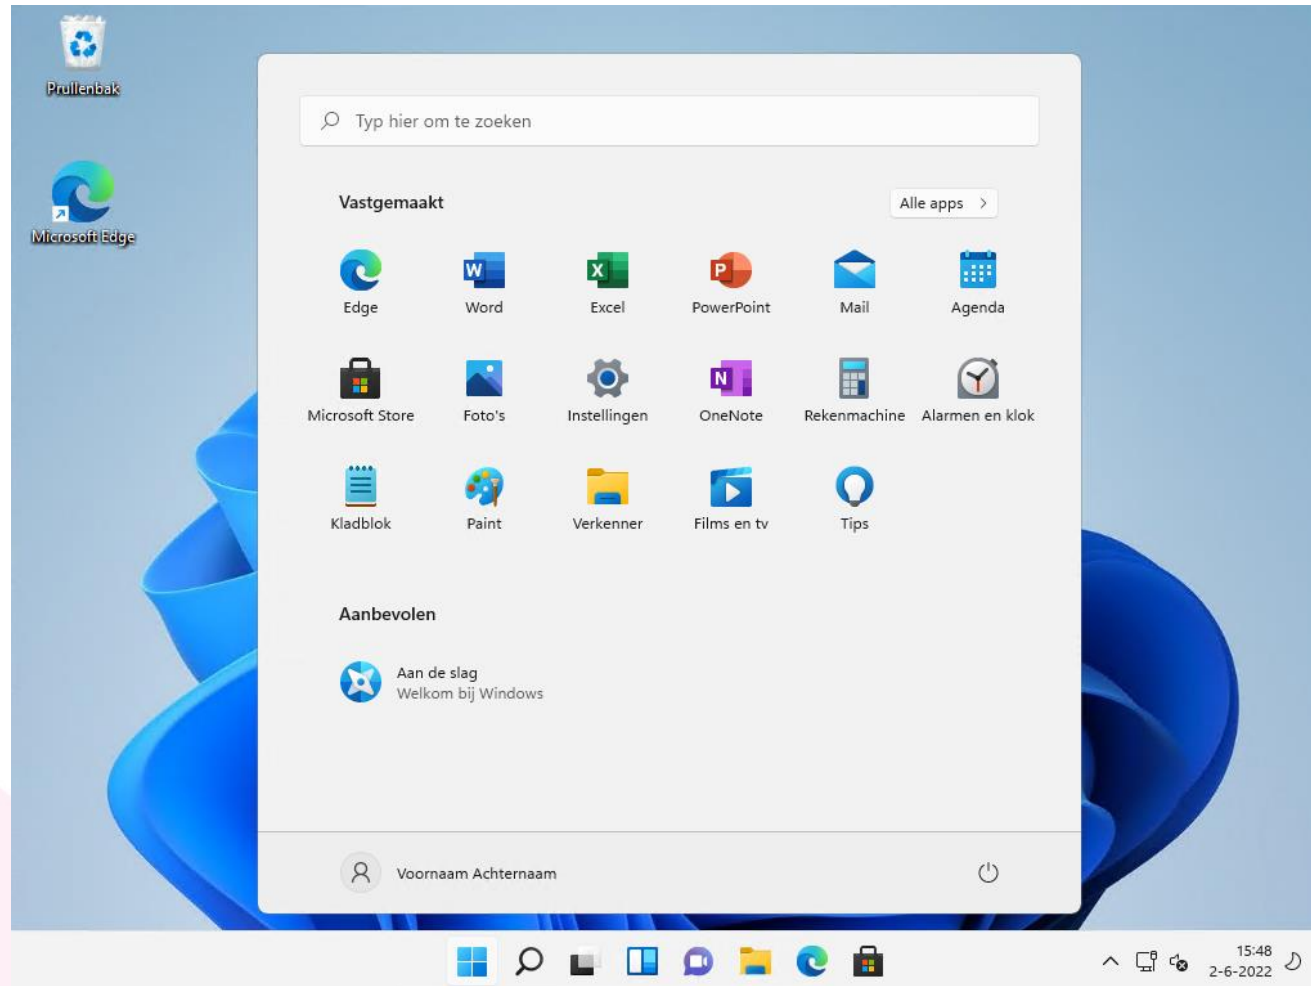 Prullenbak
Microsoft Edge
Typ hier om te zoeken
Vastgemaakt
Alle apps
Edge
Word
Excel
PowerPoint
Mail
Agenda
Microsoft Store
Foto's
Instellingen
OneNote
Rekenmachine
Alarmen en klok
Kladblok
Paint
Verkenner
Films en tv
Tips
Aanbevolen
Aan de slag
Welkom bij Windows
Voornaam Achternaam
15:48
2-6-2022